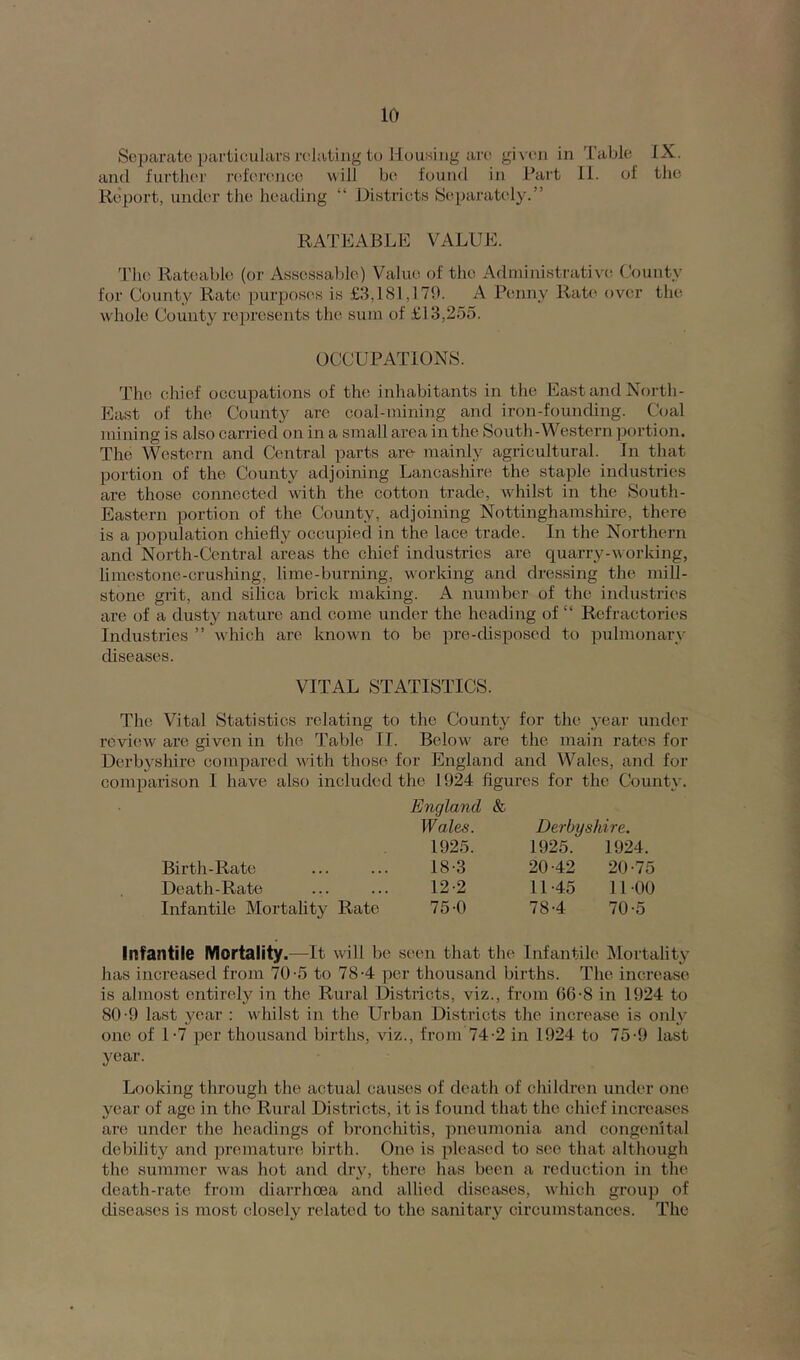 10
Separate particulars relating to Housing are given in Table IX.
and further reference will be found in Part II. of the
Report, under the heading “ Districts Separately.”
RATEABLE VALUE.
The Rateable (or Assessable) Value of the Administrative County
for County Rate purposes is £3,181,179. A Penny Rate over the
whole County represents the sum of £13,255.
OCCUPATIONS.
The chief occupations of the inhabitants in the East and North-
East of the County are coal-mining and iron-founding. Coal
mining is also carried on in a small area in the South-Western portion.
The Western and Central parts are mainly agricultural. In that
portion of the County adjoining Lancashire the staple industries
are those connected with the cotton trade, whilst in the South-
Eastern portion of the County, adjoining Nottinghamshire, there
is a population chiefly occupied in the lace trade. In the Northern
and North-Central areas the chief industries are quarry-working,
limestone-crushing, lime-burning, working and dressing the mill-
stone grit, and silica brick making. A number of the industries
are of a dusty nature and come under the heading of “ Refractories
Industries ” which are known to be pre-disposed to pulmonary
diseases.
VITAL STATISTICS.
The Vital Statistics relating to the County for the year under
review are given in the Table II. Below are the main rates for
Derbyshire compared with those for England and Wales, and for
comparison I have also included the 1924 figures for the County.
England &
Wales. Derbyshire.
1925. 1925. 1924.
Birth-Rate ... ... 18·3 20·42 20·75
Death-Rate ... ... 12·2 11·45 11·00
Infantile Mortality Rate 75·0 78·4 70·5
Infantile Mortality.—It will be seen that the Infantile Mortality
has increased from 70·5 to 78·4 per thousand births. The increase
is almost entirely in the Rural Districts, viz., from 66·8 in 1924 to
80·9 last year : whilst in the Urban Districts the increase is only
one of 1·7 per thousand births, viz., from 74·2 in 1924 to 75·9 last
year.
Looking through the actual causes of death of children under one
year of age in the Rural Districts, it is found that the chief increases
are under the headings of bronchitis, pneumonia and congenital
debility and premature birth. One is pleased to see that although
the summer was hot and dry, there has been a reduction in the
death-rate from diarrhœa and allied diseases, which group of
diseases is most closely related to the sanitary circumstances. The